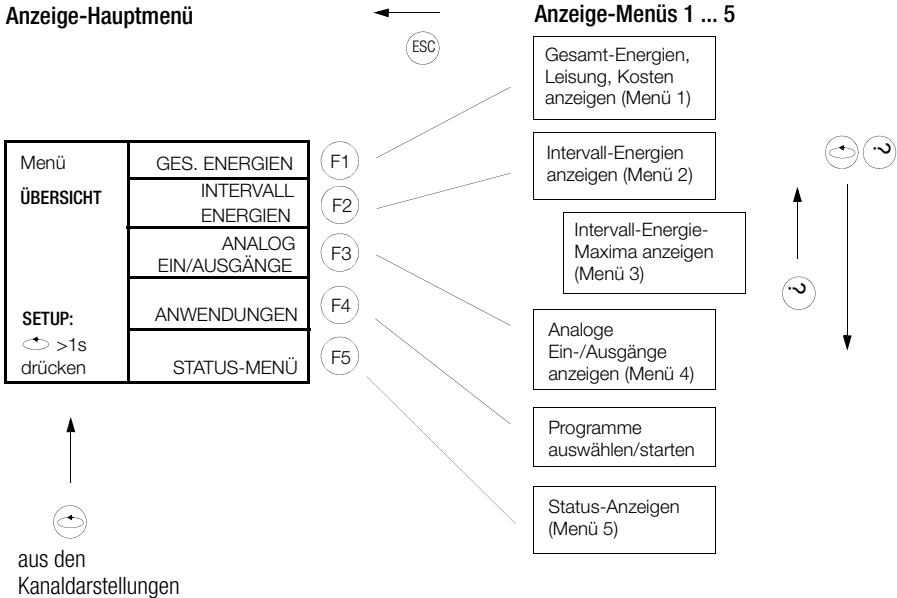 Anzeige-Hauptmenü
ESC
Anzeige-Menüs 1 ... 5
Menü
ÜBERSICHT
SETUP:
>1s
drücken
GES. ENERGIEN
INTERVALL
ENERGIEN
ANALOG
EIN/AUSGÄNGE
ANWENDUNGEN
STATUS-MENÜ
F1
F2
F3
F4
F5
Gesamt-Energien,
Leisung, Kosten
anzeigen (Menü 1)
Intervall-Energien
anzeigen (Menü 2)
Intervall-Energie-
Maxima anzeigen
(Menü 3)
Analoge
Ein-/Ausgänge
anzeigen (Menü 4)
Programme
auswählen/starten
Status-Anzeigen
(Menü 5)
?
?
aus den
Kanaldarstellungen